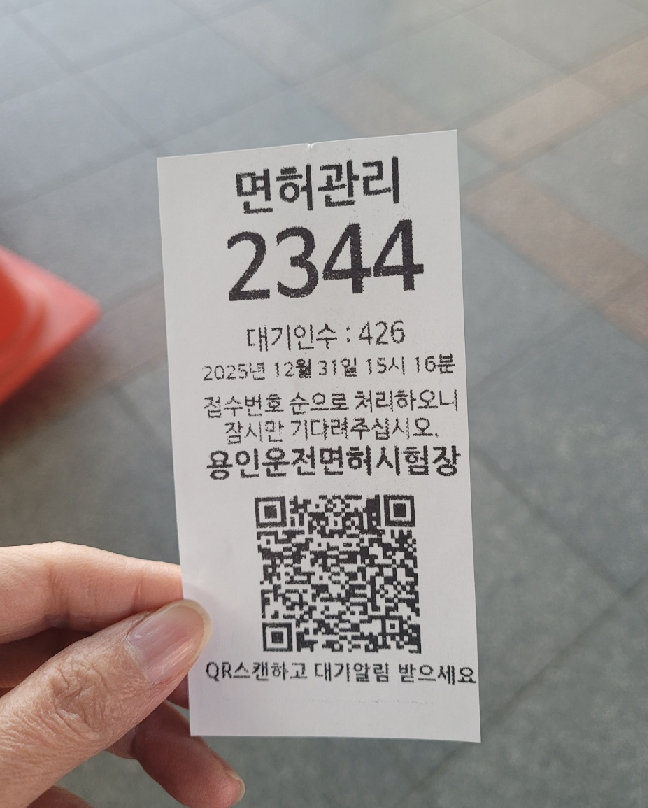 면허관리
2344
대기인수 : 426
2025년 12월 31일 15시 16분
접수번호 순으로 처리하오니
잠시만 기다려주십시오.
용인운전면허시험장
QR스캔하고 대기알림 받으세요